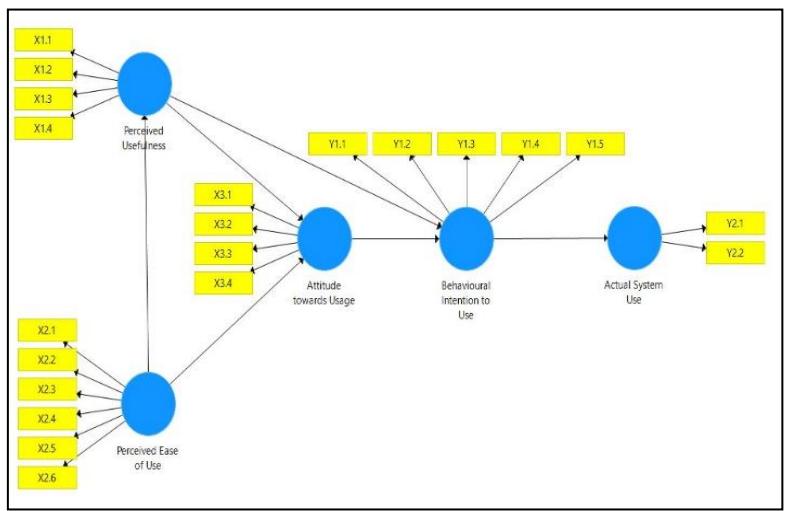 X1.1
X1.2
X1.3
X1.4
Perceived
Usefulness
Y1.1
Y1.2
Y1.3
Y1.4
Y1.5
X3.1
X3.2
X3.3
X3.4
Attitude
towards Usage
Behavioural
Intention to
Use
Actual System
Use
Y2.1
Y2.2
X2.1
X2.2
X2.3
X2.4
X2.5
X2.6
Perceived Ease
of Use